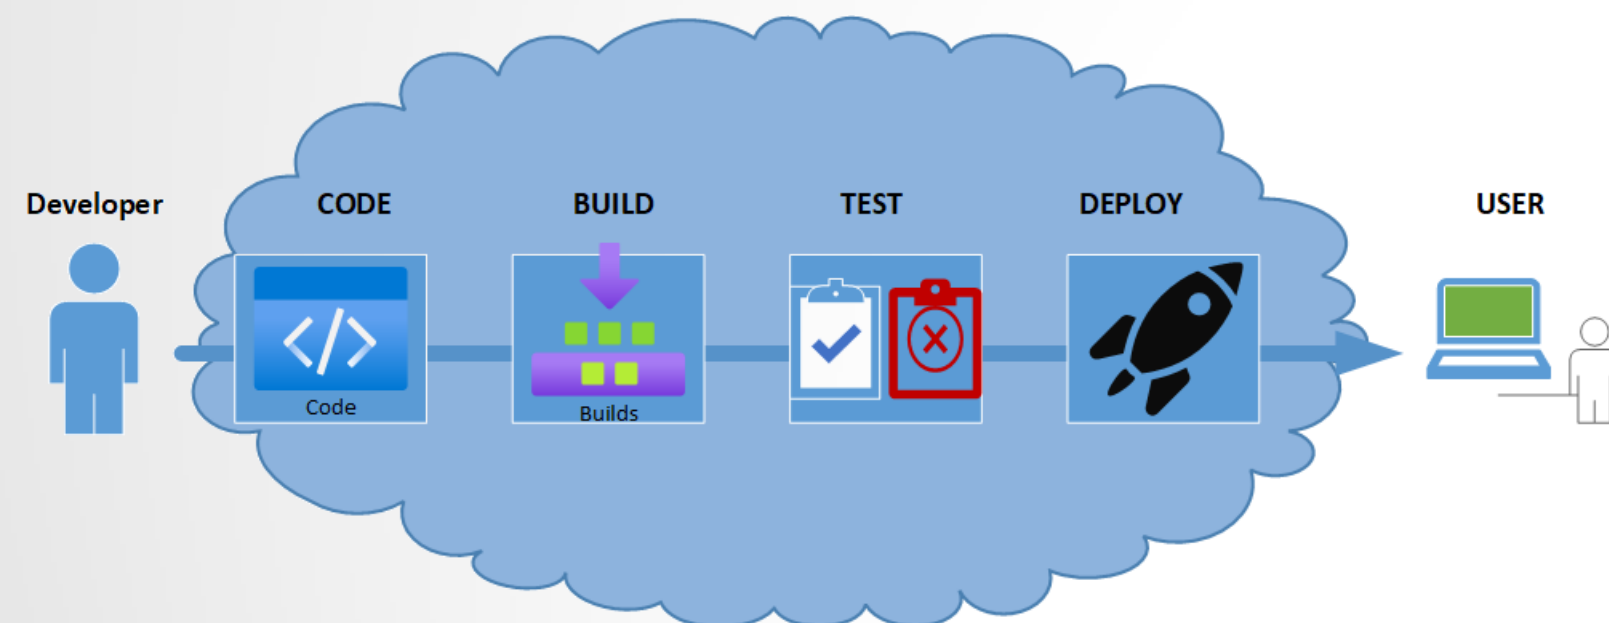 Developer
CODE
BUILD
TEST
DEPLOY
USER
</>
Code
Builds